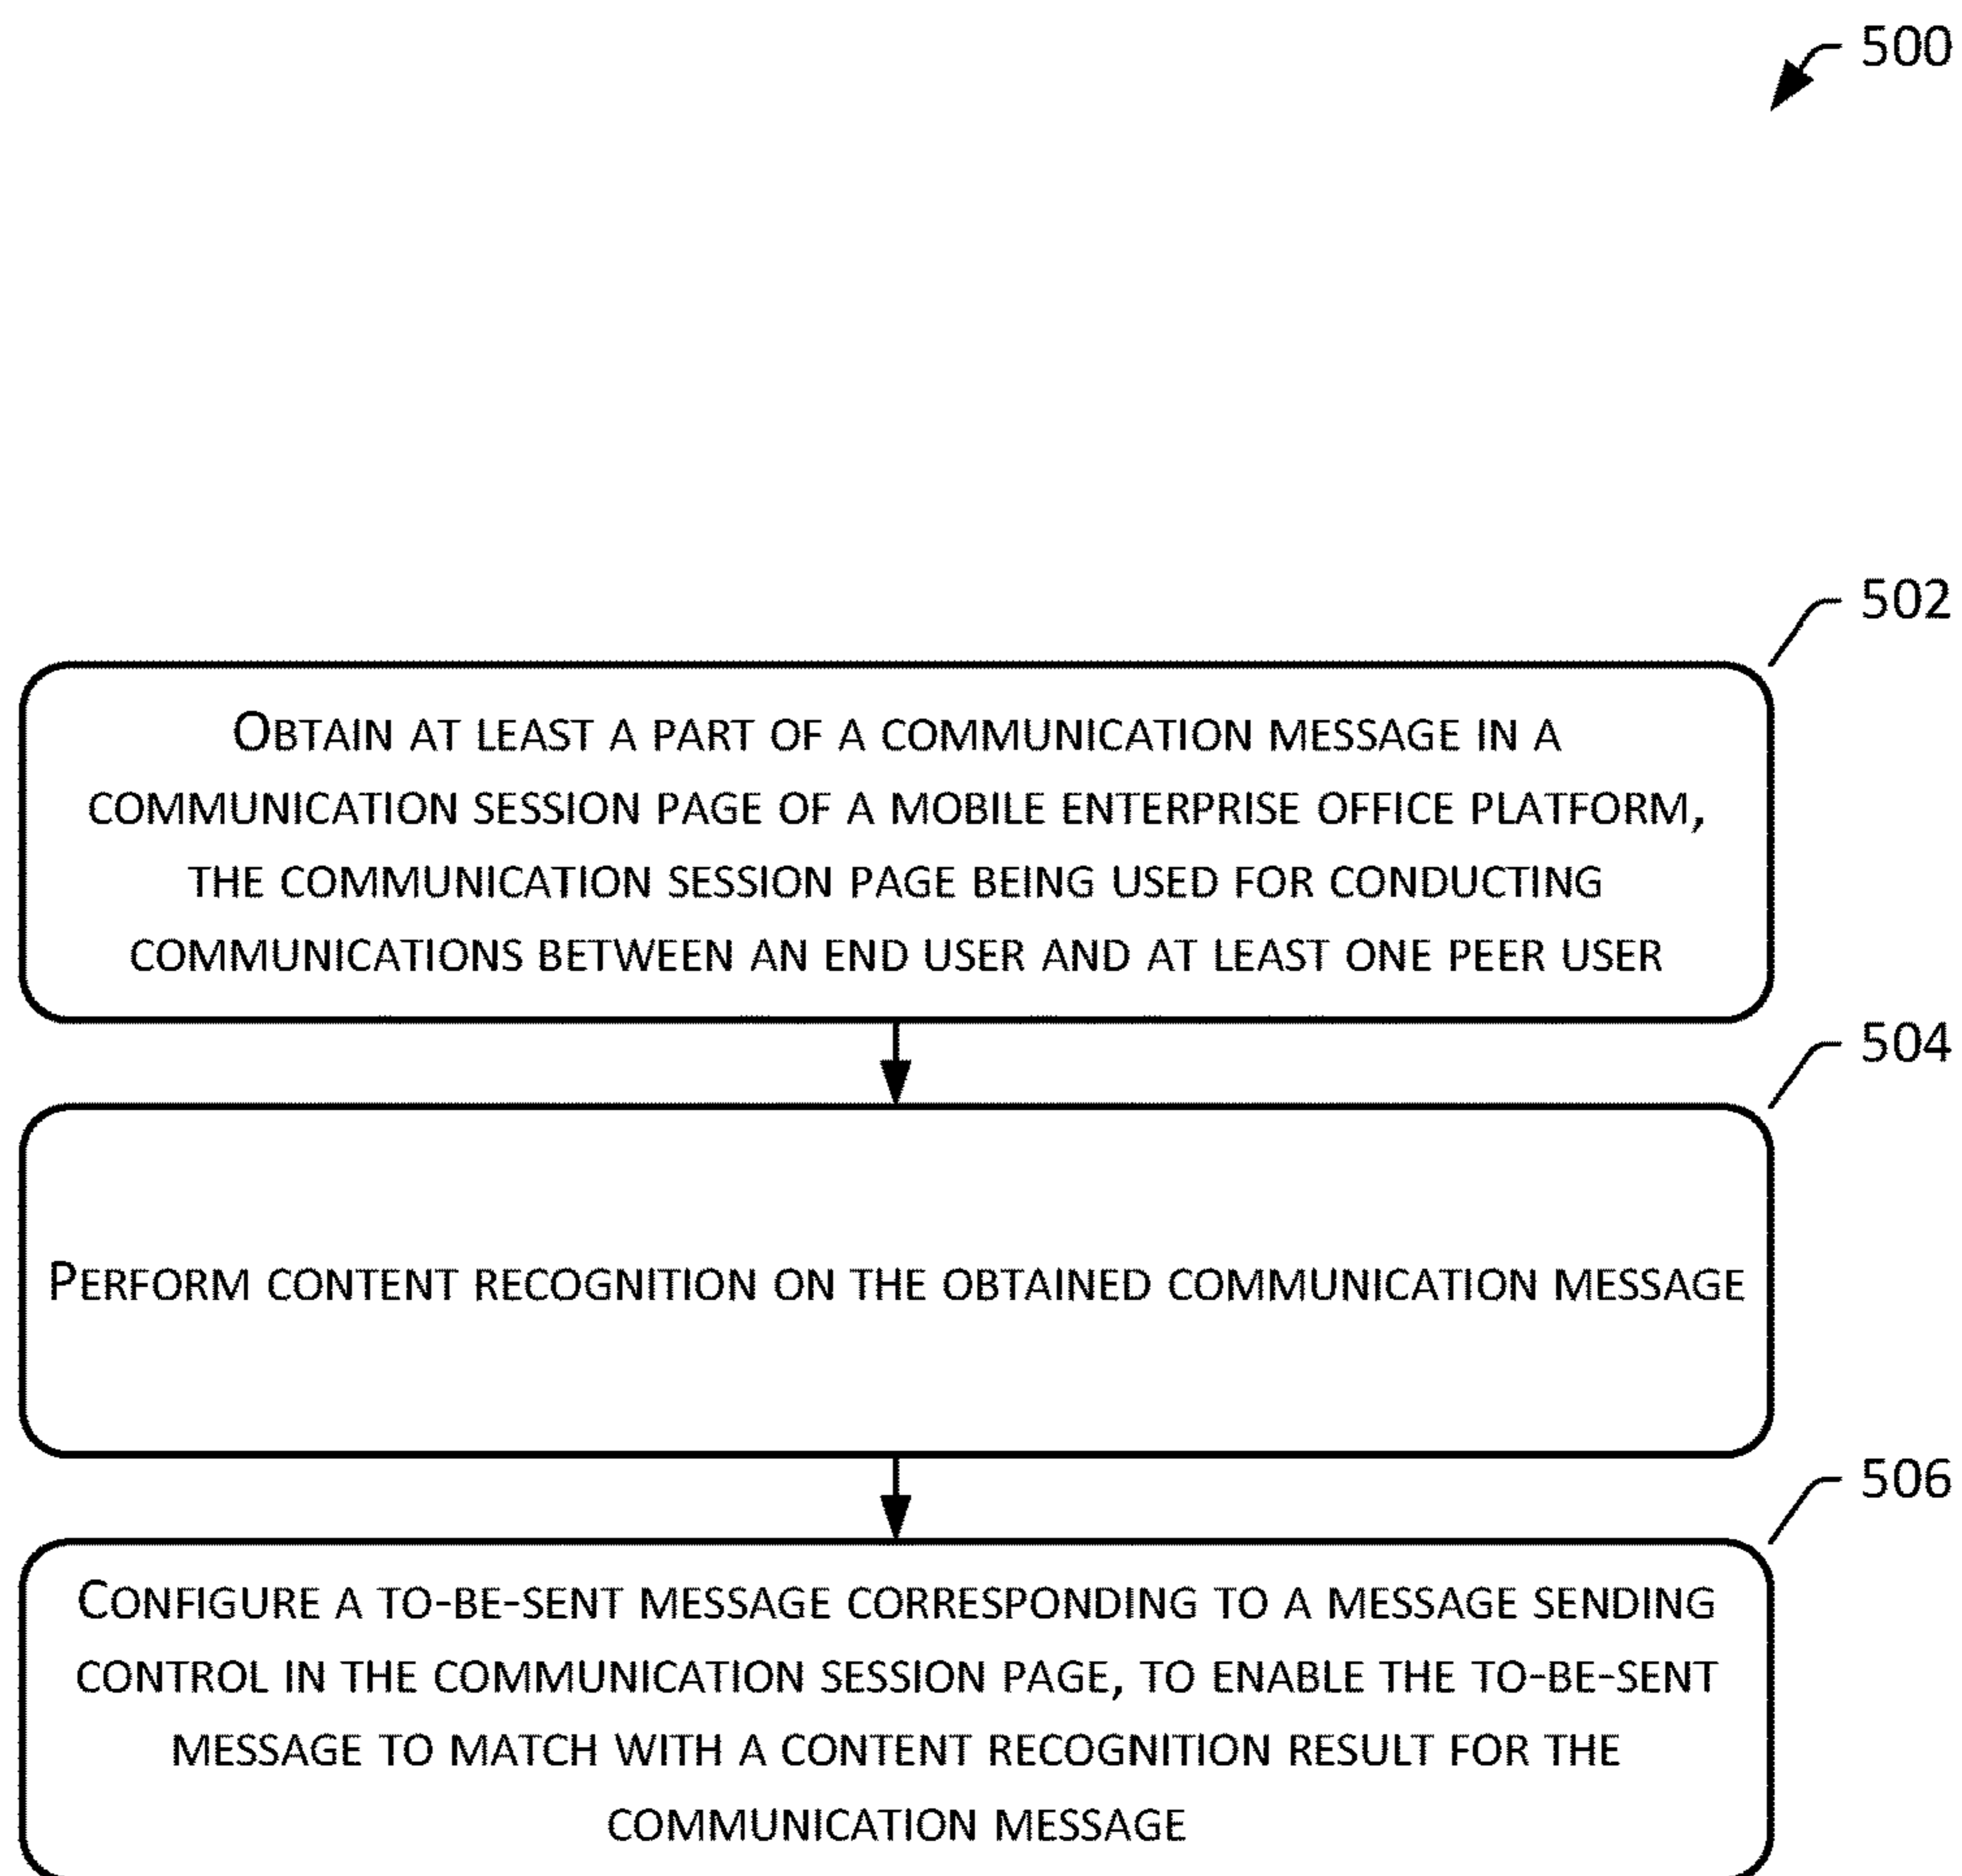 500
502
OBTAIN AT LEAST A PART OF A COMMUNICATION MESSAGE IN A
COMMUNICATION SESSION PAGE OF A MOBILE ENTERPRISE OFFICE PLATFORM,
THE COMMUNICATION SESSION PAGE BEING USED FOR CONDUCTING
COMMUNICATIONS BETWEEN AN END USER AND AT LEAST ONE PEER USER
504
PERFORM CONTENT RECOGNITION ON THE OBTAINED COMMUNICATION MESSAGE
506
CONFIGURE A TO-BE-SENT MESSAGE CORRESPONDING TO A MESSAGE SENDING
CONTROL IN THE COMMUNICATION SESSION PAGE, TO ENABLE THE TO-BE-SENT
MESSAGE TO MATCH WITH A CONTENT RECOGNITION RESULT FOR THE
COMMUNICATION MESSAGE